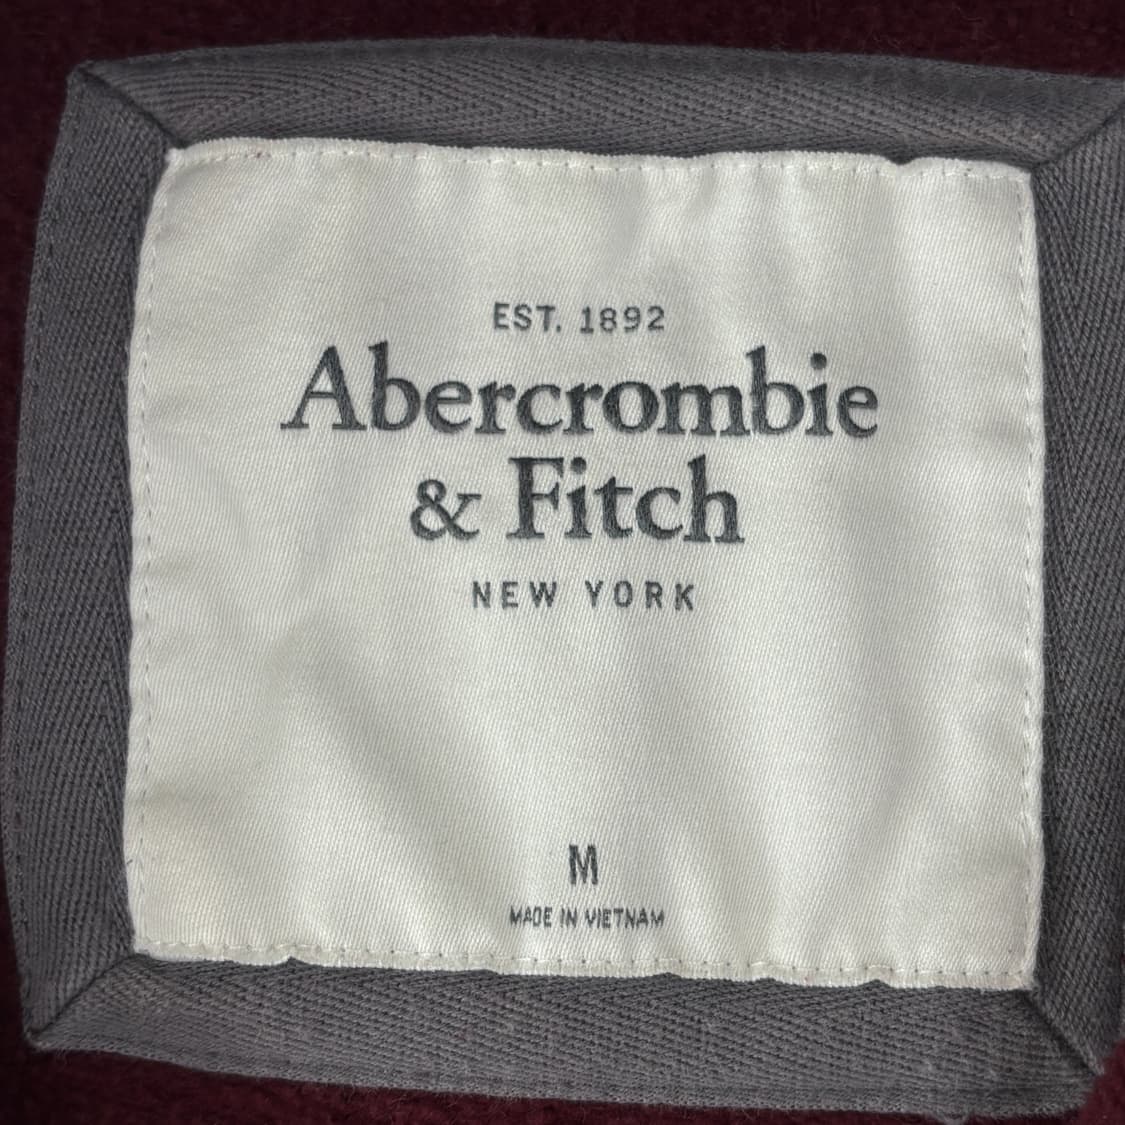 EST. 1892
Abercrombie
& Fitch
NEW YORK
M
MADE IN VIETNAM